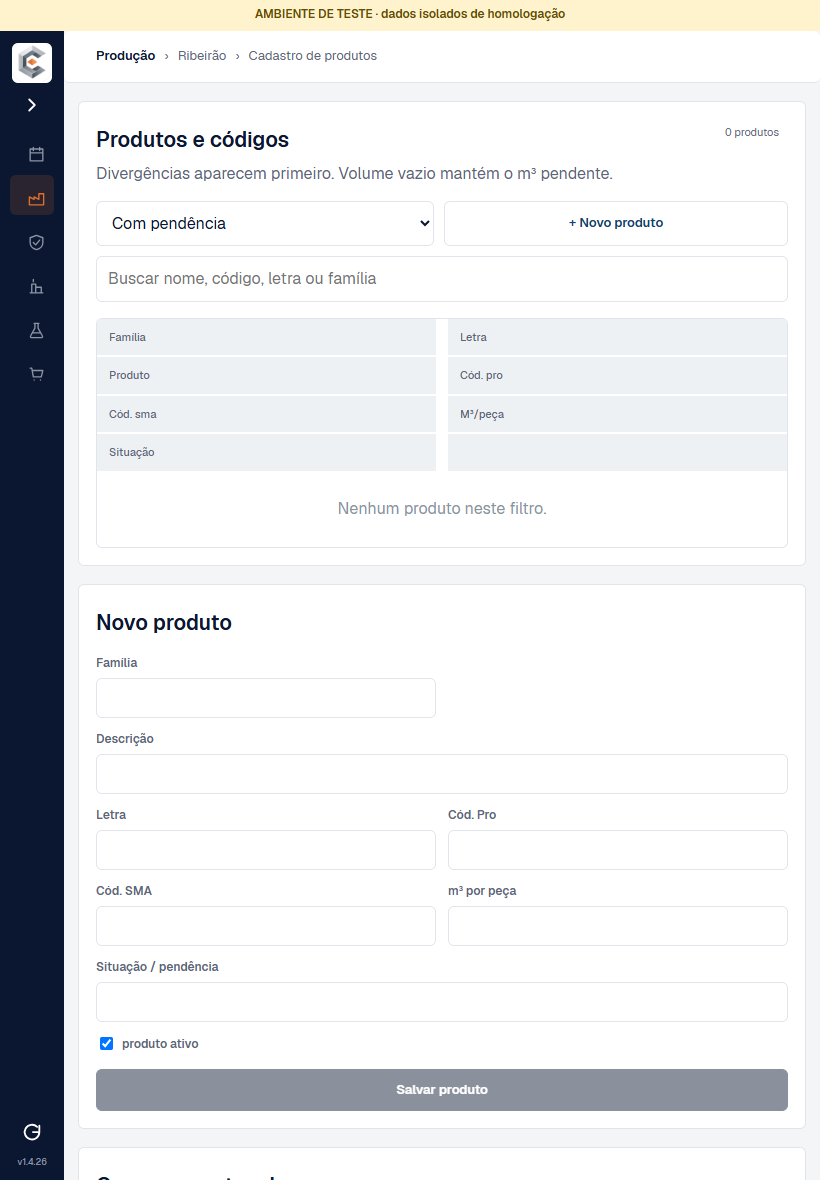 AMBIENTE DE TESTE · dados isolados de homologação
Produção › Ribeirão › Cadastro de produtos
Produtos e códigos
0 produtos
Divergências aparecem primeiro. Volume vazio mantém o m³ pendente.
Com pendência
+ Novo produto
Buscar nome, código, letra ou família
Família
Letra
Produto
Cód. pro
Cód. sma
M³/peça
Situação
Nenhum produto neste filtro.
Novo produto
Família
Descrição
Letra
Cód. Pro
Cód. SMA
m³ por peça
Situação / pendência
produto ativo
Salvar produto
v1.4.26